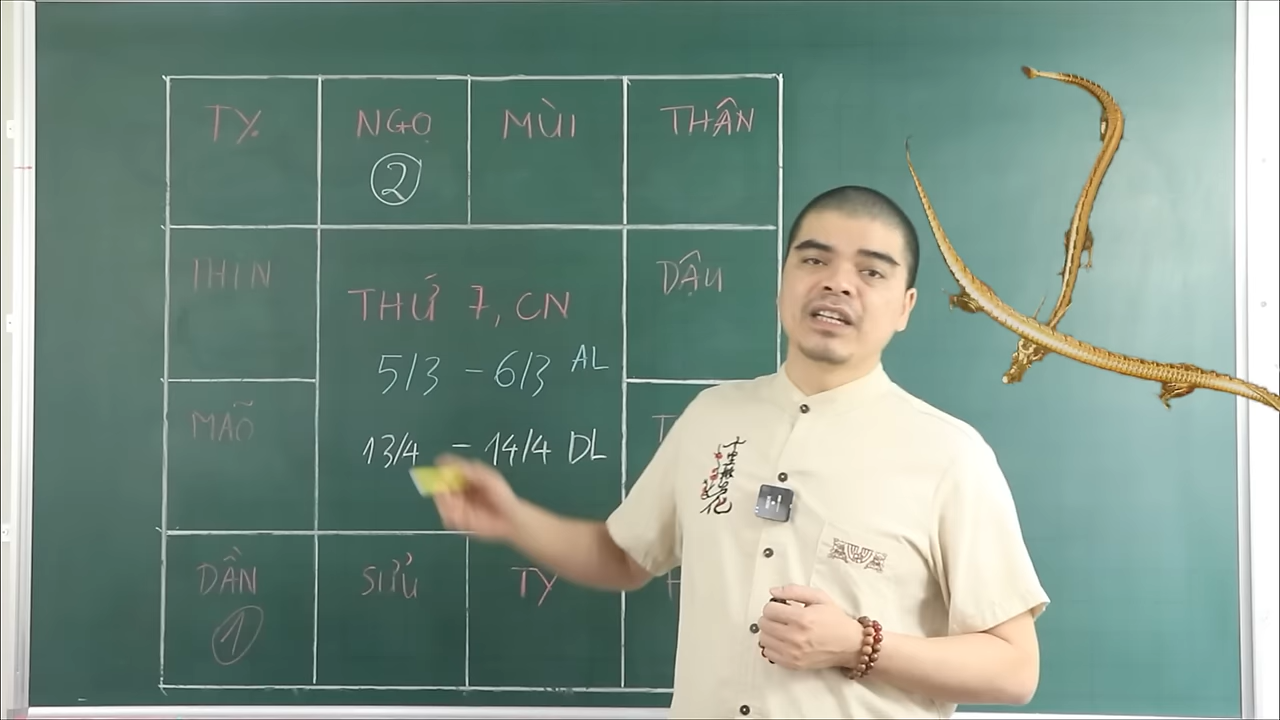 TỴ NGỌ MÙI THÂN
②
THÌN DẬU
THỨ 7, CN
5/3 - 6/3 AL
MÃO
13/4 - 14/4 DL
DẦN SỬU TÝ
①